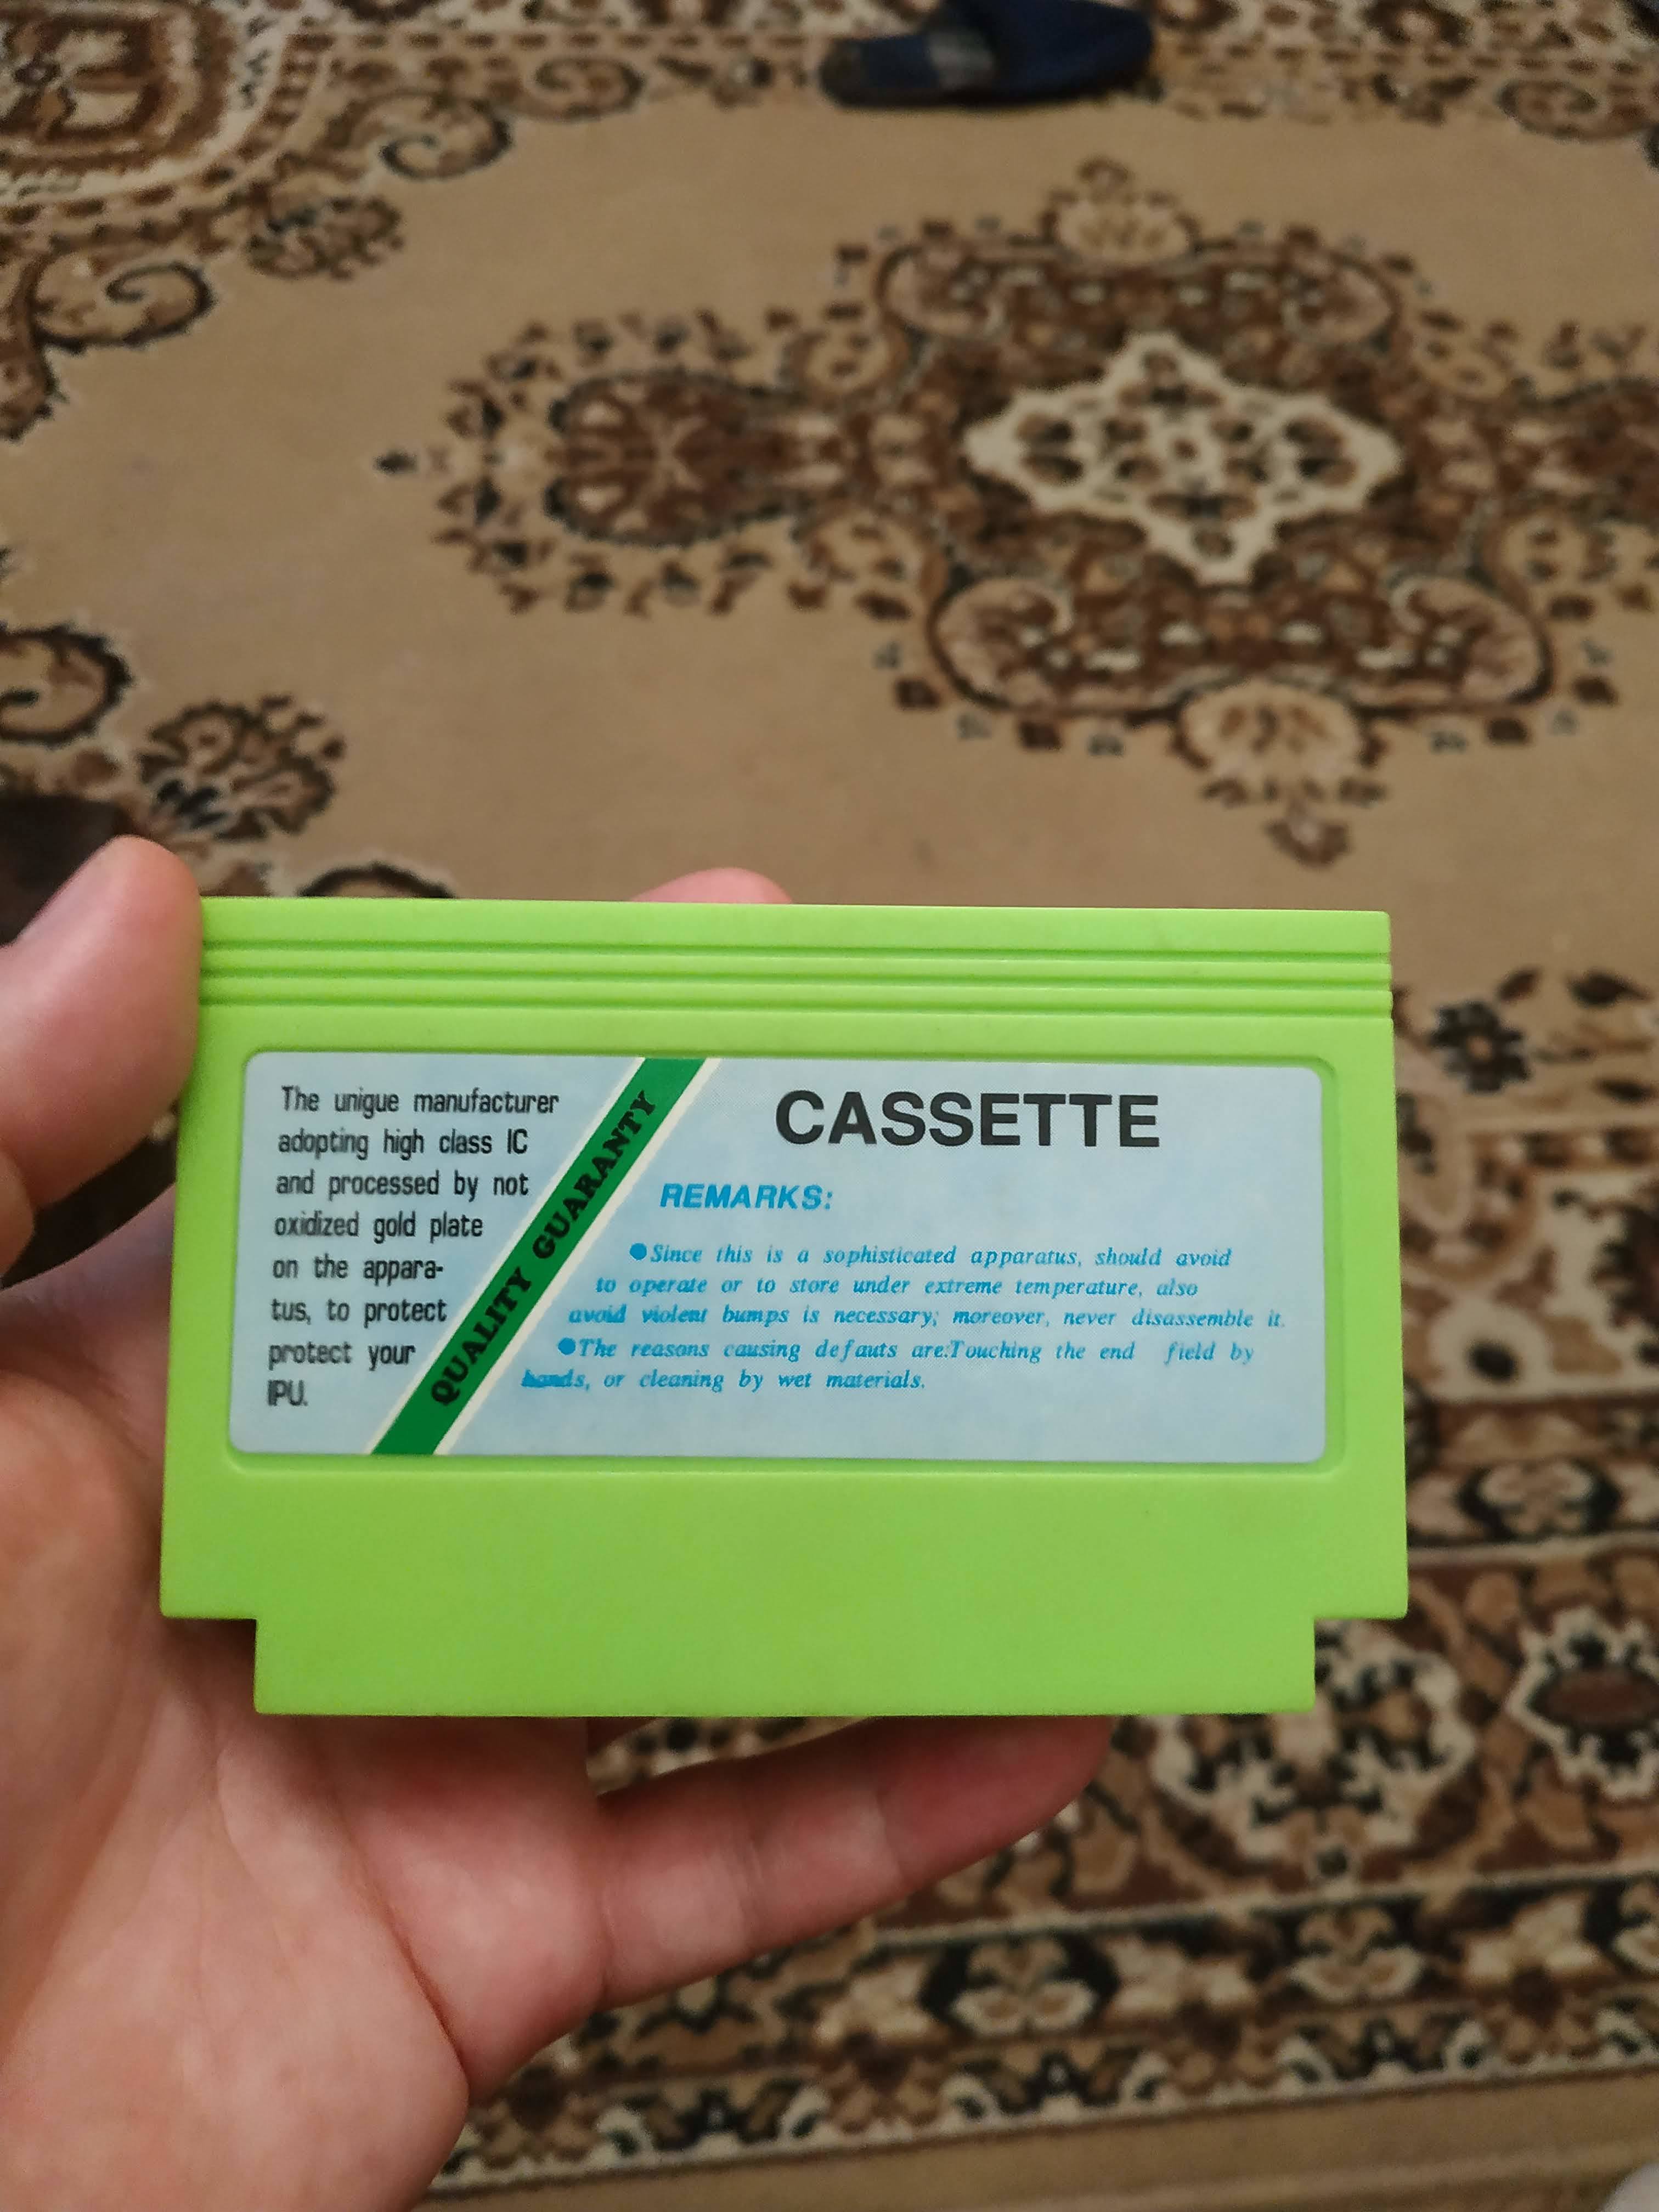 The unigue manufacturer
adopting high class IC
and processed by not
oxidized gold plate
on the appara-
tus, to protect
protect your
IPU.
QUALITY GUARANTY
CASSETTE
REMARKS:
●Since this is a sophisticated apparatus, should avoid
to operate or to store under extreme temperature, also
avoid violent bumps is necessary; moreover, never disassemble it.
●The reasons causing defauts are:Touching the end field by
hands, or cleaning by wet materials.